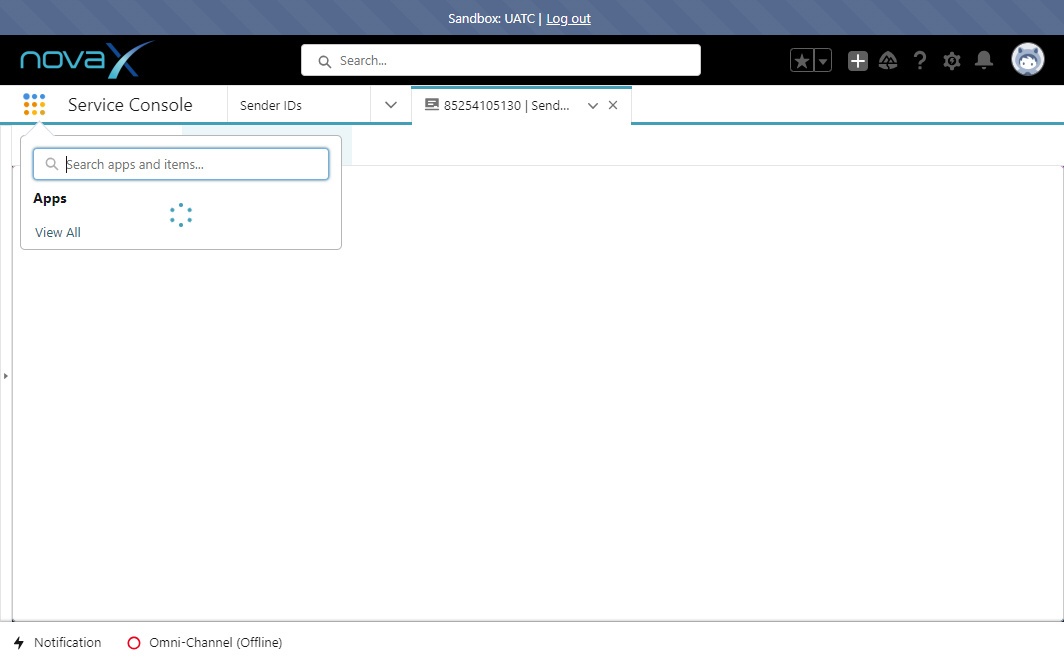 Sandbox: UATC | Log out
novaX
Search...
Service Console
Sender IDs
85254105130 | Send...
Search apps and items...
Apps
View All
Notification
Omni-Channel (Offline)